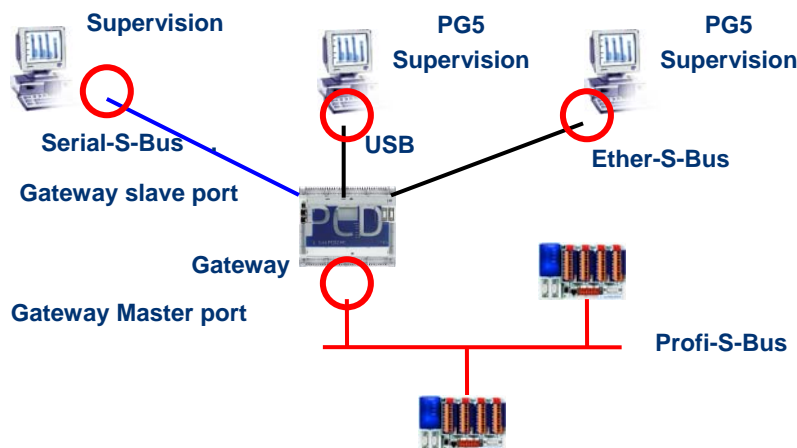 Supervision
PG5
Supervision
PG5
Supervision
Serial-S-Bus .
USB
Ether-S-Bus
Gateway slave port
PCD
Gateway
Gateway Master port
Profi-S-Bus